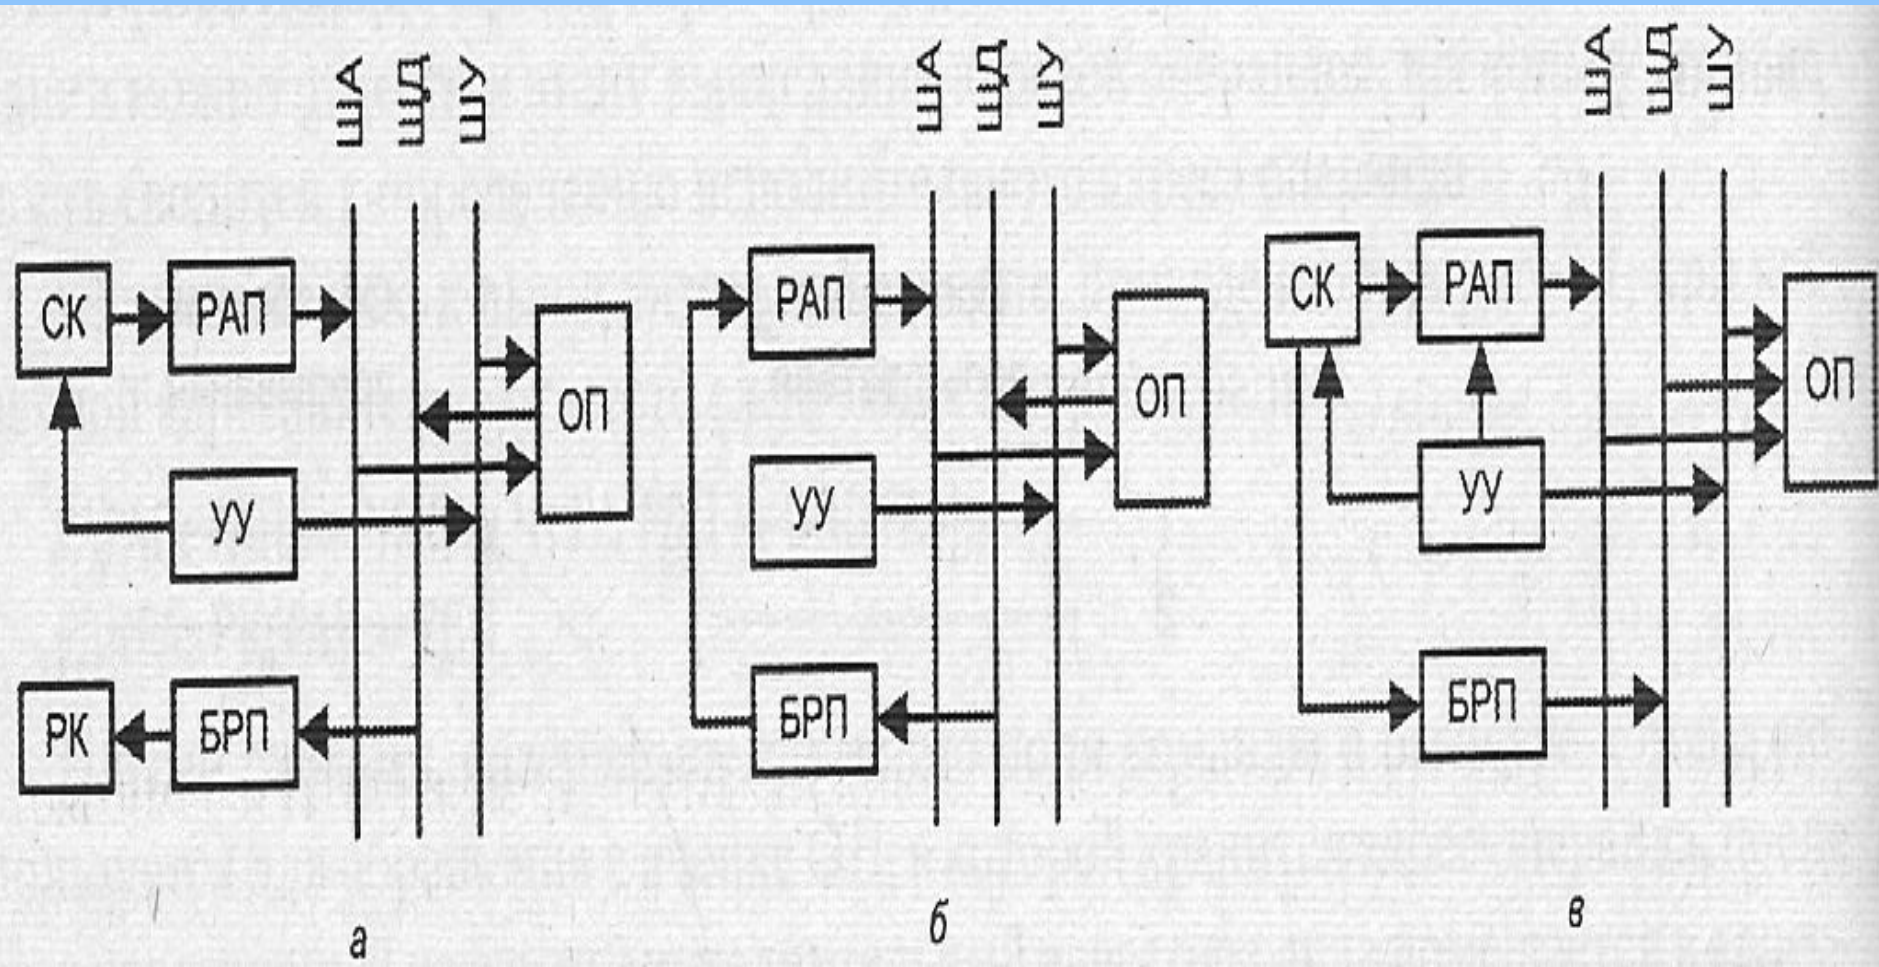 ША ШД ШУ
СК РАП ОП
УУ
РК БРП
а
ША ШД ШУ
РАП ОП
УУ
БРП
б
ША ШД ШУ
СК РАП ОП
УУ
БРП
в